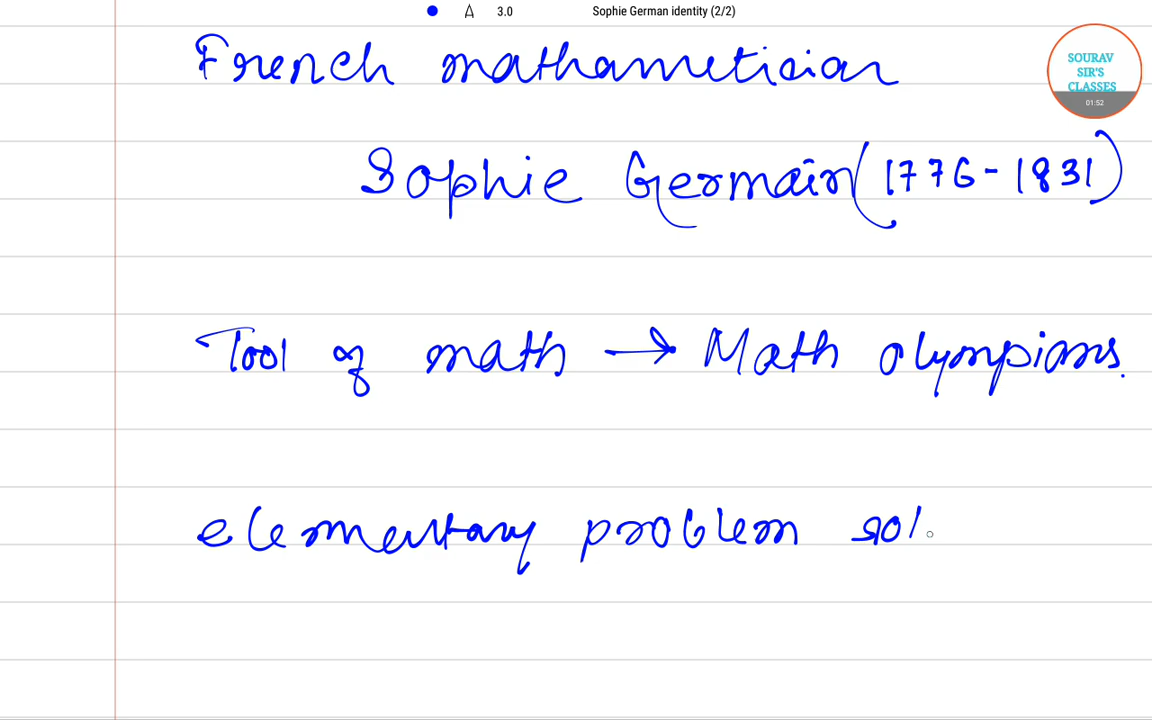 3.0 Sophie German identity (2/2)
SOURAV
SIR'S
CLASSES
01:52
French mathametician
Sophie Germain (1776-1831)
Tool of math → Math olympians.
elementary problem sol